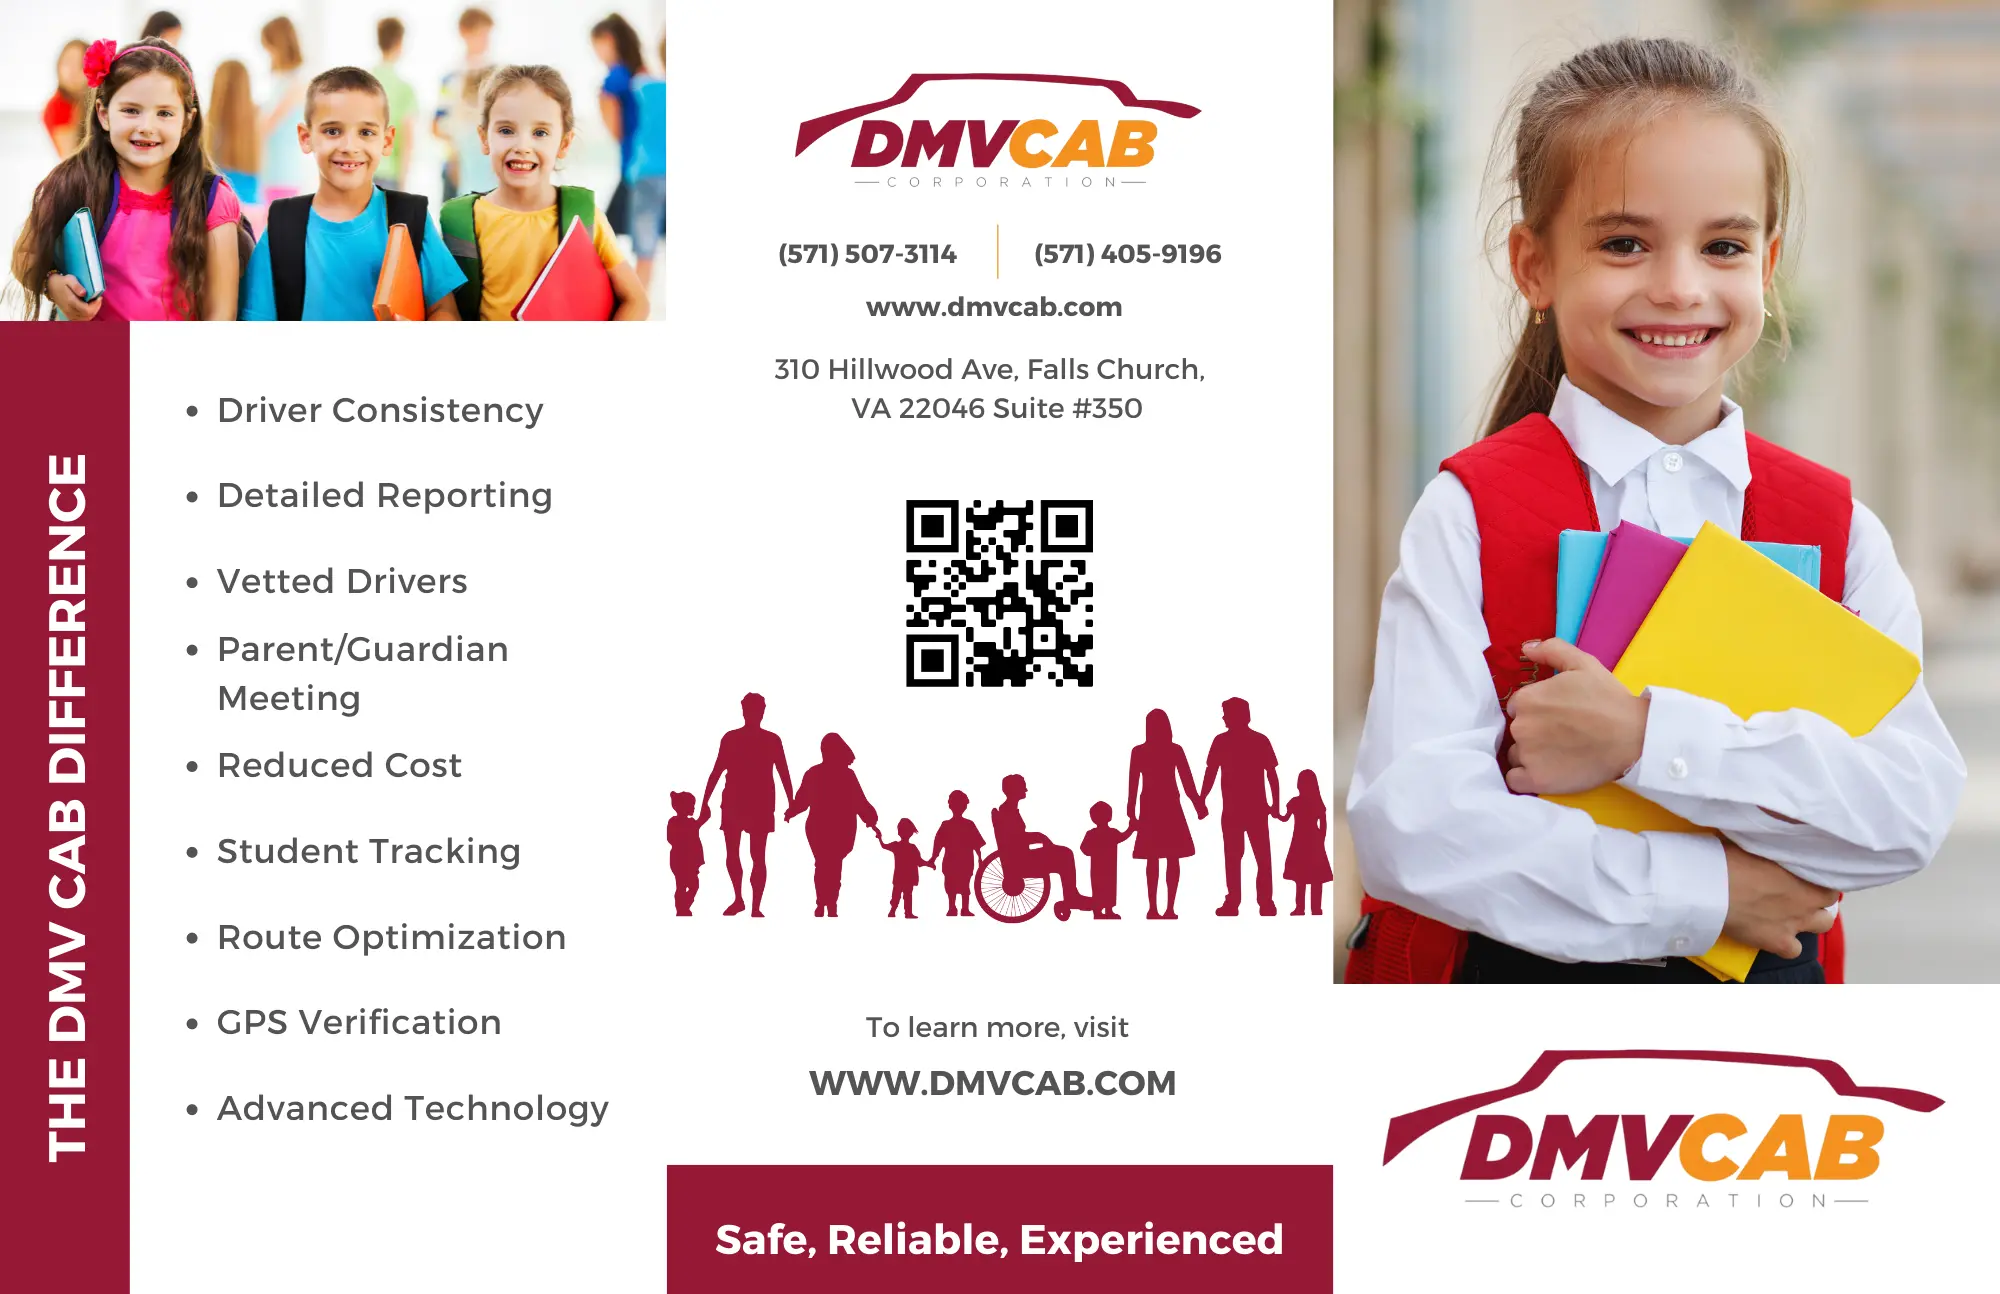 THE DMV CAB DIFFERENCE
• Driver Consistency
• Detailed Reporting
• Vetted Drivers
• Parent/Guardian
Meeting
• Reduced Cost
• Student Tracking
• Route Optimization
• GPS Verification
• Advanced Technology
DMVCAB
CORPORATION
(571) 507-3114
(571) 405-9196
www.dmvcab.com
310 Hillwood Ave, Falls Church,
VA 22046 Suite #350
To learn more, visit
WWW.DMVCAB.COM
Safe, Reliable, Experienced
DMVCAB
CORPORATION